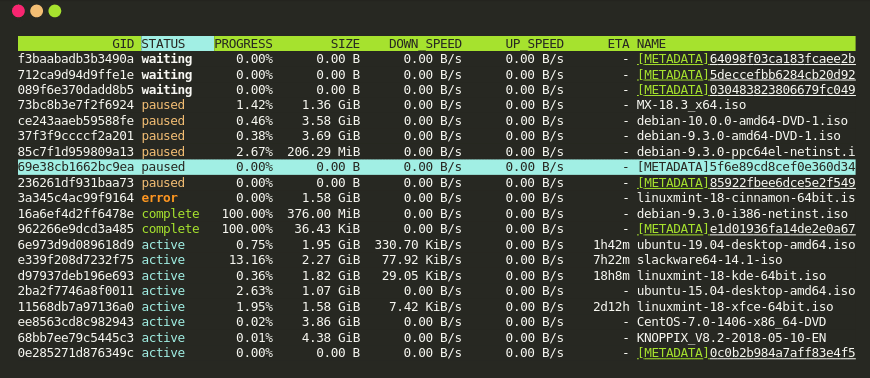 GID STATUS PROGRESS SIZE DOWN_SPEED UP_SPEED ETA NAME
f3baabadb3b3490a waiting 0.00% 0.00 B 0.00 B/s 0.00 B/s - [METADATA]64098f03ca183fcaee2b
712ca9d94d9ffe1e waiting 0.00% 0.00 B 0.00 B/s 0.00 B/s - [METADATA]5deccefbb6284cb20d92
089f6e370dadd8b5 waiting 0.00% 0.00 B 0.00 B/s 0.00 B/s - [METADATA]030483823806679fc049
73bc8b3e7f2f6924 paused 1.42% 1.36 GiB 0.00 B/s 0.00 B/s - MX-18.3_x64.iso
ce243aaeb59588fe paused 0.46% 3.58 GiB 0.00 B/s 0.00 B/s - debian-10.0.0-amd64-DVD-1.iso
37f3f9ccccf2a201 paused 0.38% 3.69 GiB 0.00 B/s 0.00 B/s - debian-9.3.0-amd64-DVD-1.iso
85c7f1d959809a13 paused 2.67% 206.29 MiB 0.00 B/s 0.00 B/s - debian-9.3.0-ppc64el-netinst.i
69e38cb1662bc9ea paused 0.00% 0.00 B 0.00 B/s 0.00 B/s - [METADATA]5f6e89cd8cef0e360d34
236261df931baa73 paused 0.00% 0.00 B 0.00 B/s 0.00 B/s - [METADATA]85922fbee6dce5e2f549
3a345c4ac99f9164 error 0.00% 1.58 GiB 0.00 B/s 0.00 B/s - linuxmint-18-cinnamon-64bit.is
16a6ef4d2ff6478e complete 100.00% 376.00 MiB 0.00 B/s 0.00 B/s - debian-9.3.0-i386-netinst.iso
962266e9dcd3a485 complete 100.00% 36.43 KiB 0.00 B/s 0.00 B/s - [METADATA]e1d01936fa14de2e0a67
6e973d9d089618d9 active 0.75% 1.95 GiB 330.70 KiB/s 0.00 B/s 1h42m ubuntu-19.04-desktop-amd64.iso
e339f208d7232f75 active 13.16% 2.27 GiB 77.92 KiB/s 0.00 B/s 7h22m slackware64-14.1-iso
d97937deb196e693 active 0.36% 1.82 GiB 29.05 KiB/s 0.00 B/s 18h8m linuxmint-18-kde-64bit.iso
2ba2f7746a8f0011 active 2.63% 1.07 GiB 0.00 B/s 0.00 B/s - ubuntu-15.04-desktop-amd64.iso
11568db7a97136a0 active 1.95% 1.58 GiB 7.42 KiB/s 0.00 B/s 2d12h linuxmint-18-xfce-64bit.iso
ee8563cd8c982943 active 0.02% 3.86 GiB 0.00 B/s 0.00 B/s - CentOS-7.0-1406-x86_64-DVD
68bb7ee79c5445c3 active 0.01% 4.38 GiB 0.00 B/s 0.00 B/s - KNOPPIX_V8.2-2018-05-10-EN
0e285271d876349c active 0.00% 0.00 B 0.00 B/s 0.00 B/s - [METADATA]0c0b2b984a7aff83e4f5